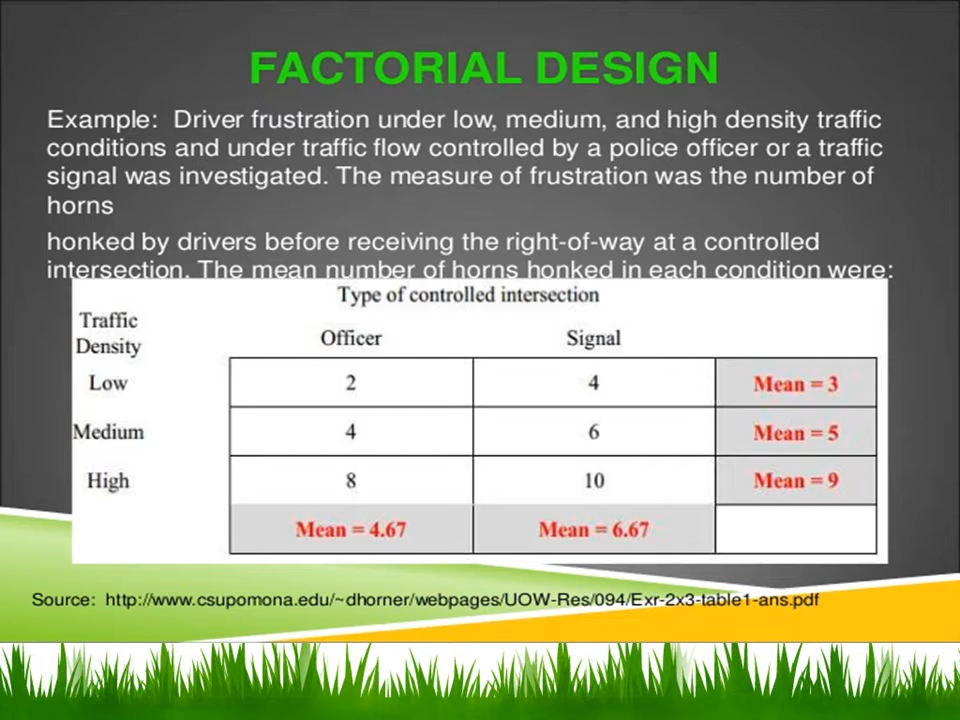 FACTORIAL DESIGN
Example: Driver frustration under low, medium, and high density traffic
conditions and under traffic flow controlled by a police officer or a traffic
signal was investigated. The measure of frustration was the number of
horns
honked by drivers before receiving the right-of-way at a controlled
intersection. The mean number of horns honked in each condition were:
Type of controlled intersection
Traffic
Density
Officer Signal
Low 2 4 Mean = 3
Medium 4 6 Mean = 5
High 8 10 Mean = 9
Mean = 4.67 Mean = 6.67
Source: http://www.csupomona.edu/~dhorner/webpages/UOW-Res/094/Exr-2x3-table1-ans.pdf